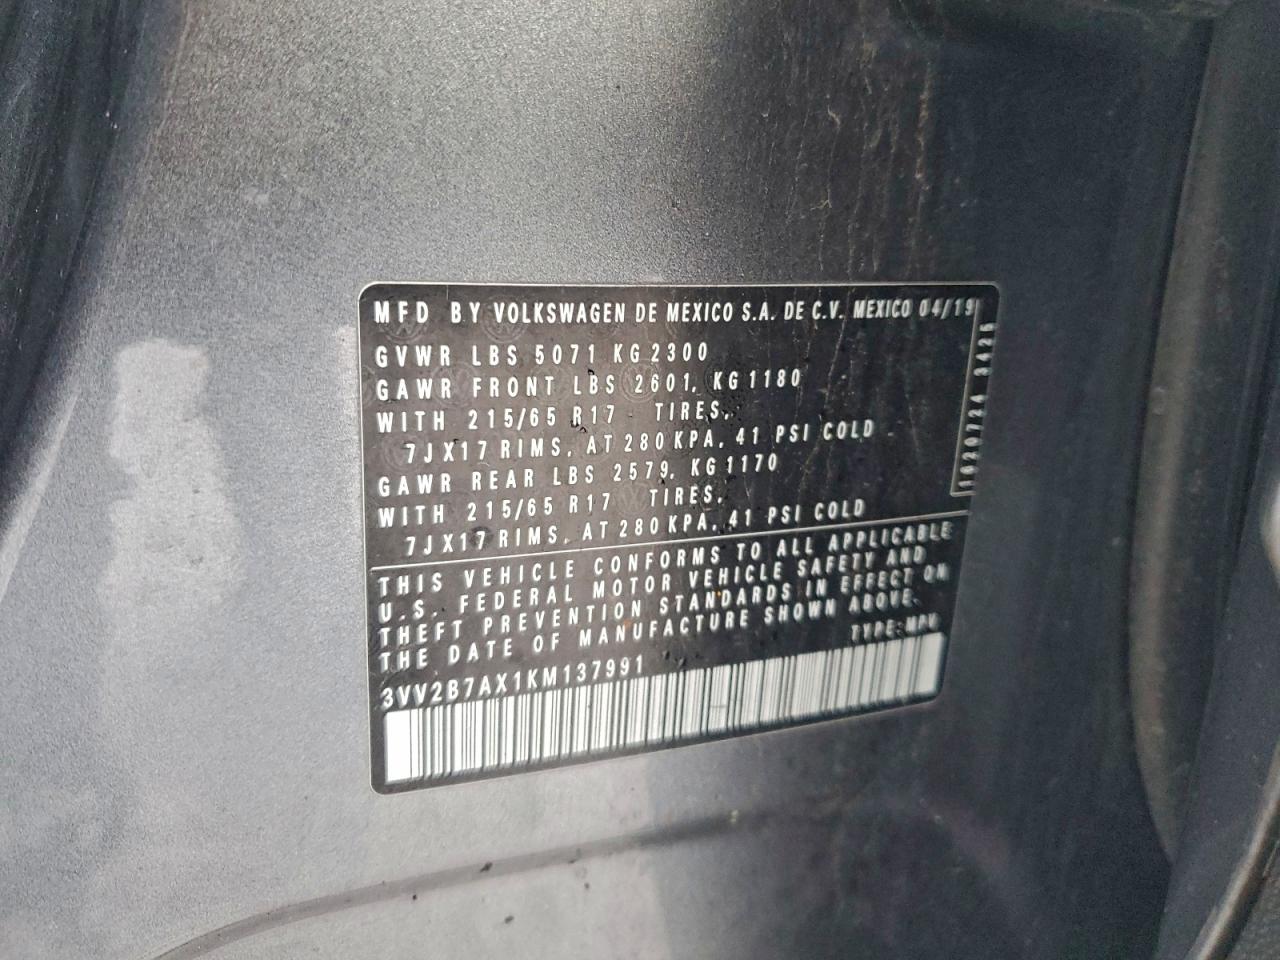 MFD BY VOLKSWAGEN DE MEXICO S.A. DE C.V. MEXICO 04/19
GVWR LBS 5071 KG 2300
GAWR FRONT LBS 2601, KG 1180
WITH 215/65 R17 TIRES,
7JX17 RIMS, AT 280 KPA, 41 PSI COLD
GAWR REAR LBS 2579, KG 1170
WITH 215/65 R17 TIRES,
7JX17 RIMS, AT 280 KPA, 41 PSI COLD
THIS VEHICLE CONFORMS TO ALL APPLICABLE
U.S. FEDERAL MOTOR VEHICLE SAFETY AND
THEFT PREVENTION STANDARDS IN EFFECT ON
THE DATE OF MANUFACTURE SHOWN ABOVE.
TYPE: MPV
3VV2B7AX1KM137991